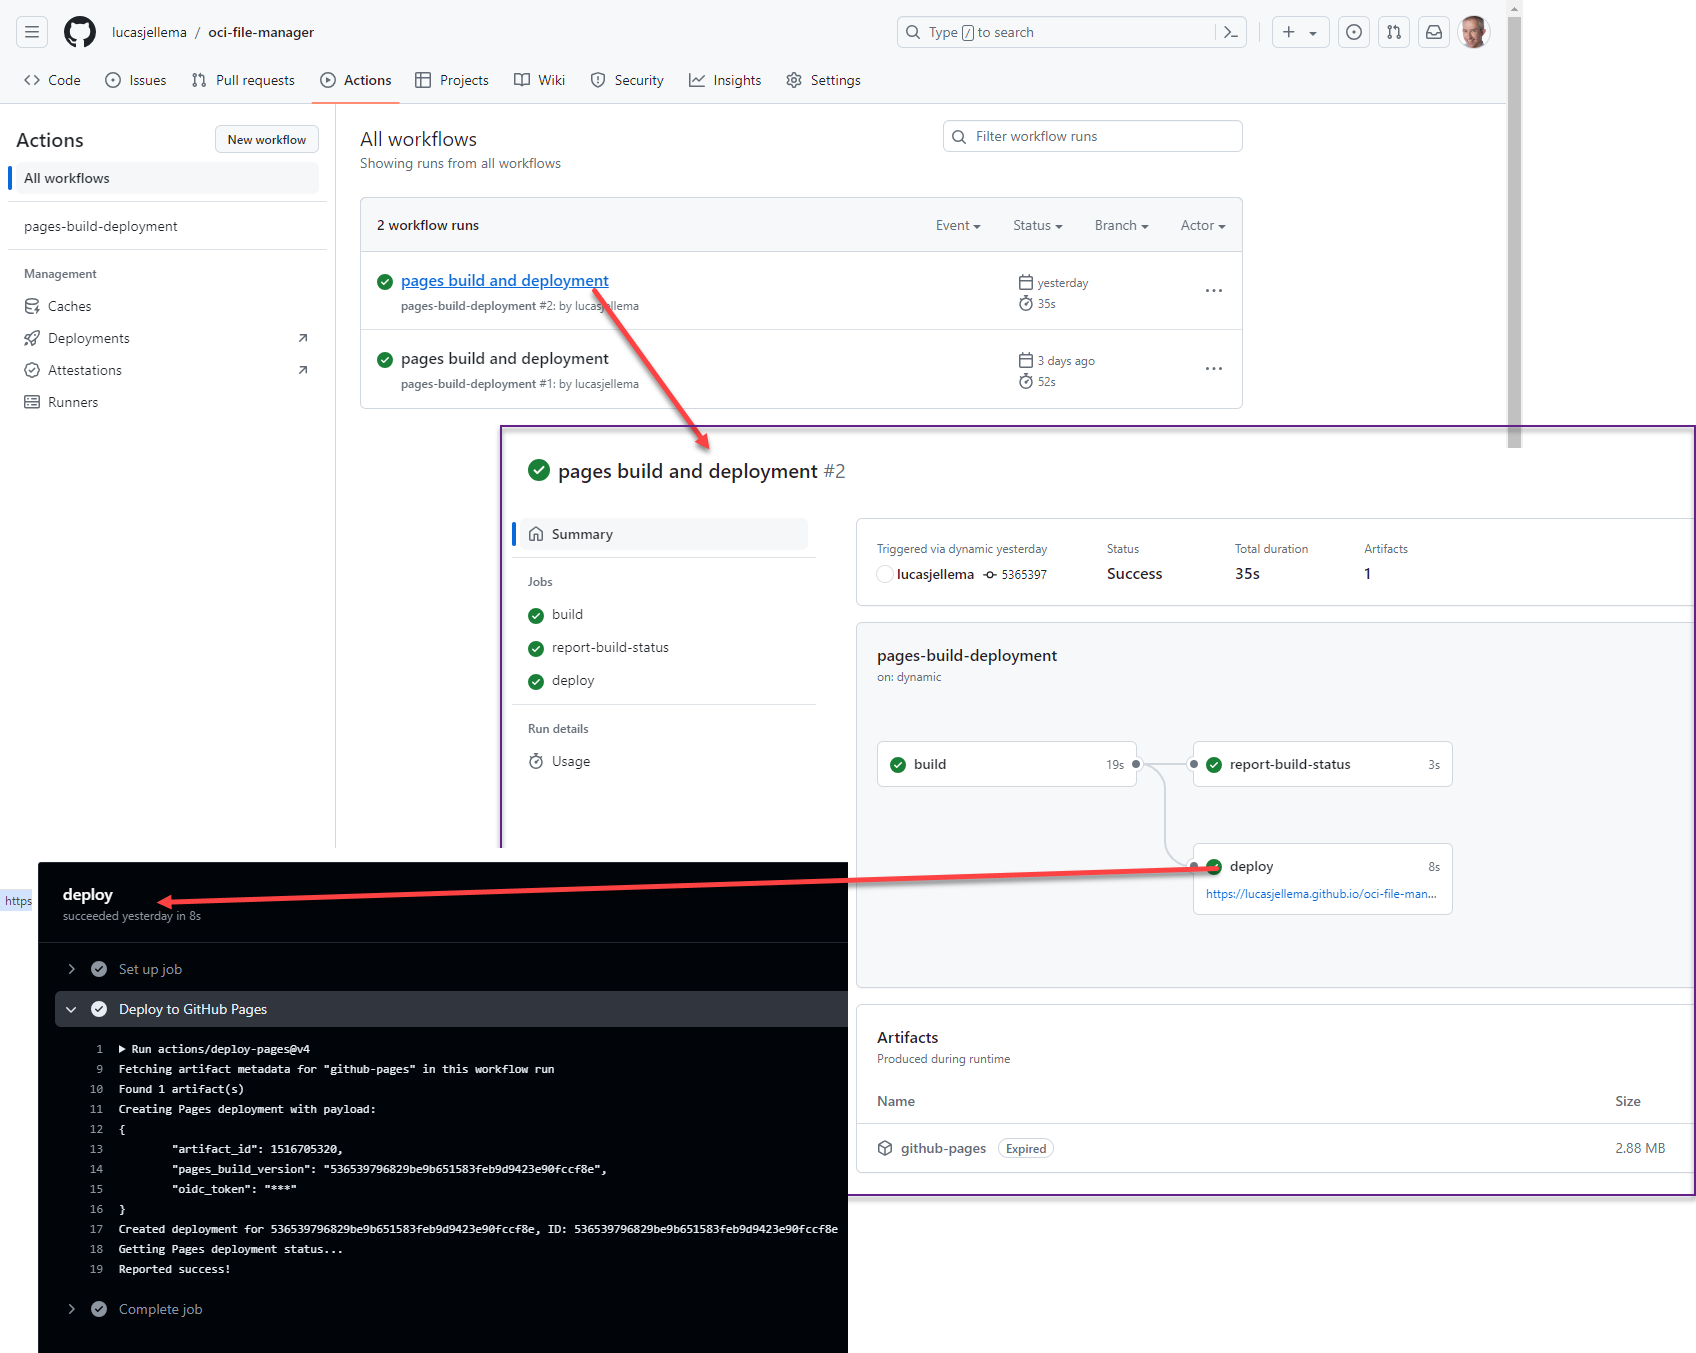 lucasjellema / oci-file-manager
Type / to search
Code
Issues
Pull requests
Actions
Projects
Wiki
Security
Insights
Settings
Actions
New workflow
All workflows
pages-build-deployment
Management
Caches
Deployments
Attestations
Runners
All workflows
Showing runs from all workflows
Filter workflow runs
2 workflow runs
Event
Status
Branch
Actor
pages build and deployment
pages-build-deployment #2: by lucasjellema
yesterday
35s
pages build and deployment
pages-build-deployment #1: by lucasjellema
3 days ago
52s
pages build and deployment #2
Summary
Jobs
build
report-build-status
deploy
Run details
Usage
Triggered via dynamic yesterday
lucasjellema 5365397
Status
Success
Total duration
35s
Artifacts
1
pages-build-deployment
on: dynamic
build 19s
report-build-status 3s
deploy 8s
https://lucasjellema.github.io/oci-file-man...
Artifacts
Produced during runtime
Name Size
github-pages Expired 2.88 MB
https
deploy
succeeded yesterday in 8s
Set up job
Deploy to GitHub Pages
1 Run actions/deploy-pages@v4
9 Fetching artifact metadata for "github-pages" in this workflow run
10 Found 1 artifact(s)
11 Creating Pages deployment with payload:
12 {
13 "artifact_id": 1516705320,
14 "pages_build_version": "536539796829be9b651583feb9d9423e90fccf8e",
15 "oidc_token": "***"
16 }
17 Created deployment for 536539796829be9b651583feb9d9423e90fccf8e, ID: 536539796829be9b651583feb9d9423e90fccf8e
18 Getting Pages deployment status...
19 Reported success!
Complete job